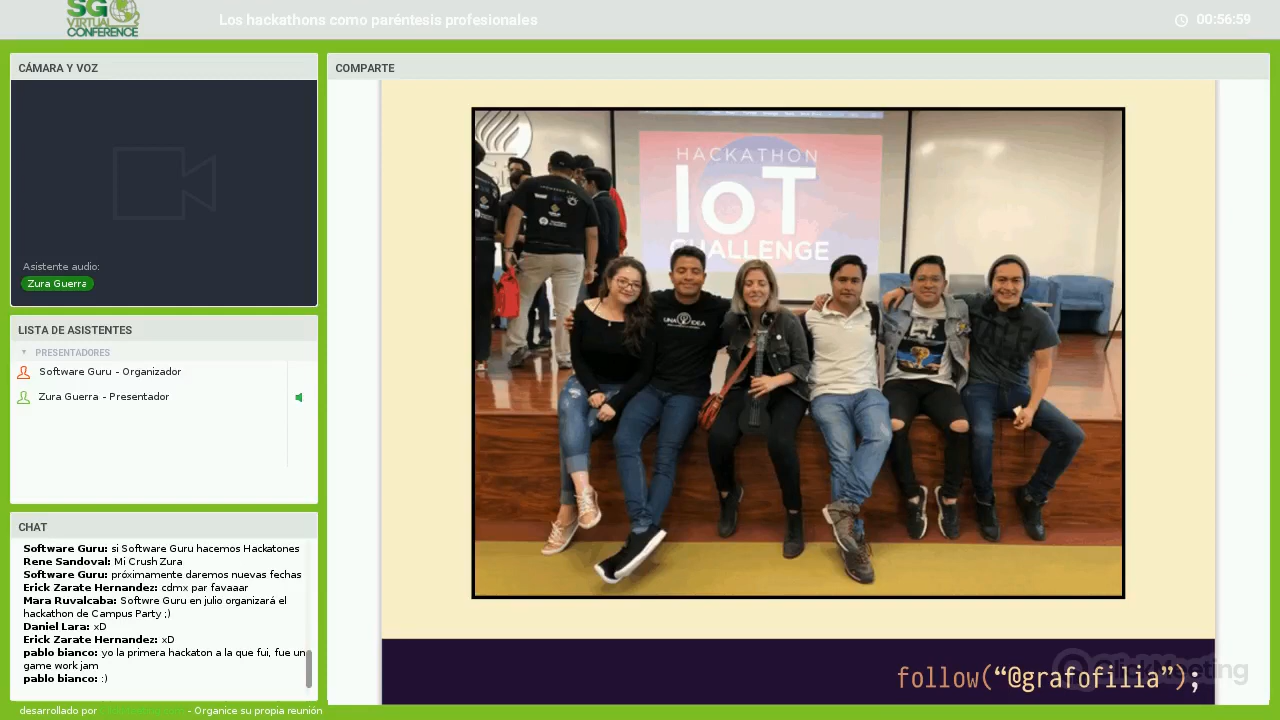 SG
VIRTUAL
CONFERENCE
Los hackathons como paréntesis profesionales
00:56:59
CÁMARA Y VOZ
Asistente audio:
Zura Guerra
LISTA DE ASISTENTES
PRESENTADORES
Software Guru - Organizador
Zura Guerra - Presentador
CHAT
Software Guru: si Software Guru hacemos Hackatones
Rene Sandoval: Mi Crush Zura
Software Guru: próximamente daremos nuevas fechas
Erick Zarate Hernandez: cdmx par favaaar
Mara Ruvalcaba: Softwre Guru en julio organizará el
hackathon de Campus Party ;)
Daniel Lara: xD
Erick Zarate Hernandez: xD
pablo bianco: yo la primera hackaton a la que fui, fue un
game work jam
pablo bianco: :)
desarrollado por
- Organice su propia reunión
COMPARTE
HACKATHON
IoT
CHALLENGE
UNA IDEA
follow("@grafofilia");
ClickMeeting